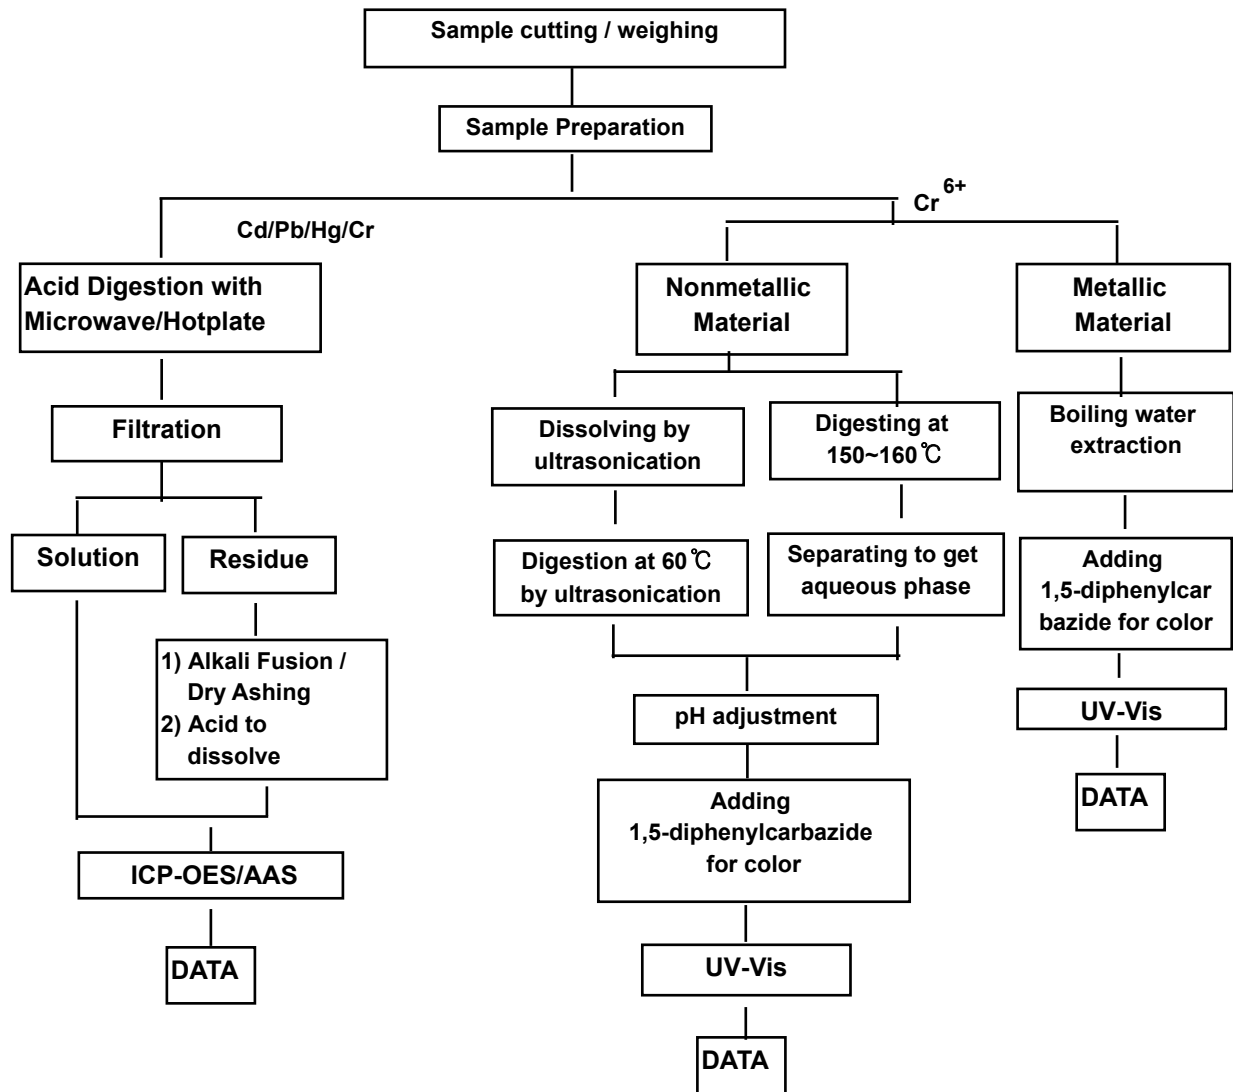 Sample cutting / weighing
Sample Preparation
Cr6+
Cd/Pb/Hg/Cr
Acid Digestion with
Microwave/Hotplate
Nonmetallic
Material
Metallic
Material
Filtration
Dissolving by
ultrasonication
Digesting at
150~160℃
Boiling water
extraction
Solution
Residue
Digestion at 60℃
by ultrasonication
Separating to get
aqueous phase
Adding
1,5-diphenylcar
bazide for color
1) Alkali Fusion /
Dry Ashing
2) Acid to
dissolve
pH adjustment
UV-Vis
Adding
1,5-diphenylcarbazide
for color
DATA
ICP-OES/AAS
UV-Vis
DATA
DATA